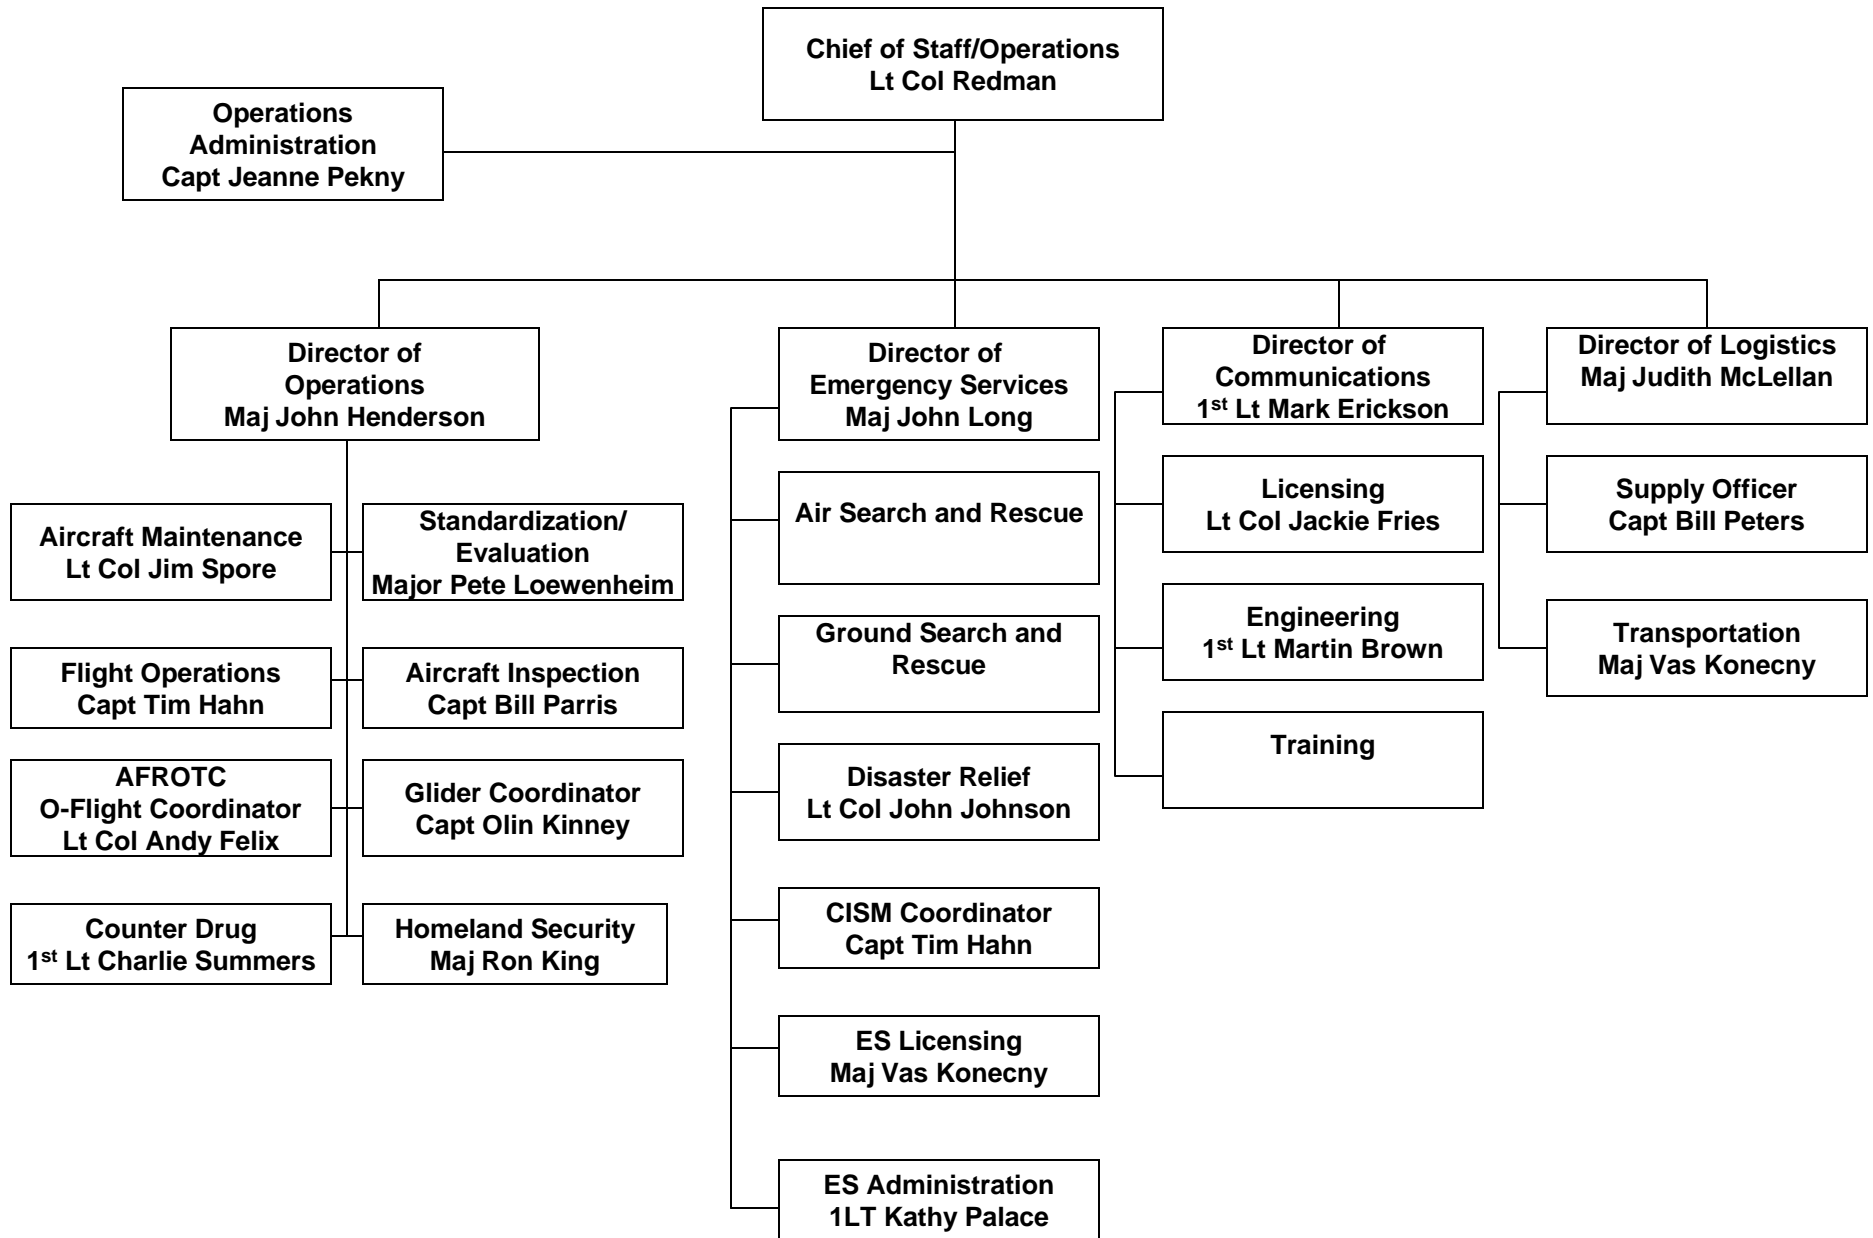 Chief of Staff/Operations
Lt Col Redman
Operations
Administration
Capt Jeanne Pekny
Director of
Operations
Maj John Henderson
Aircraft Maintenance
Lt Col Jim Spore
Standardization/
Evaluation
Major Pete Loewenheim
Flight Operations
Capt Tim Hahn
Aircraft Inspection
Capt Bill Parris
AFROTC
O-Flight Coordinator
Lt Col Andy Felix
Glider Coordinator
Capt Olin Kinney
Counter Drug
1st Lt Charlie Summers
Homeland Security
Maj Ron King
Director of
Emergency Services
Maj John Long
Air Search and Rescue
Ground Search and
Rescue
Disaster Relief
Lt Col John Johnson
CISM Coordinator
Capt Tim Hahn
ES Licensing
Maj Vas Konecny
ES Administration
1LT Kathy Palace
Director of
Communications
1st Lt Mark Erickson
Licensing
Lt Col Jackie Fries
Engineering
1st Lt Martin Brown
Training
Director of Logistics
Maj Judith McLellan
Supply Officer
Capt Bill Peters
Transportation
Maj Vas Konecny